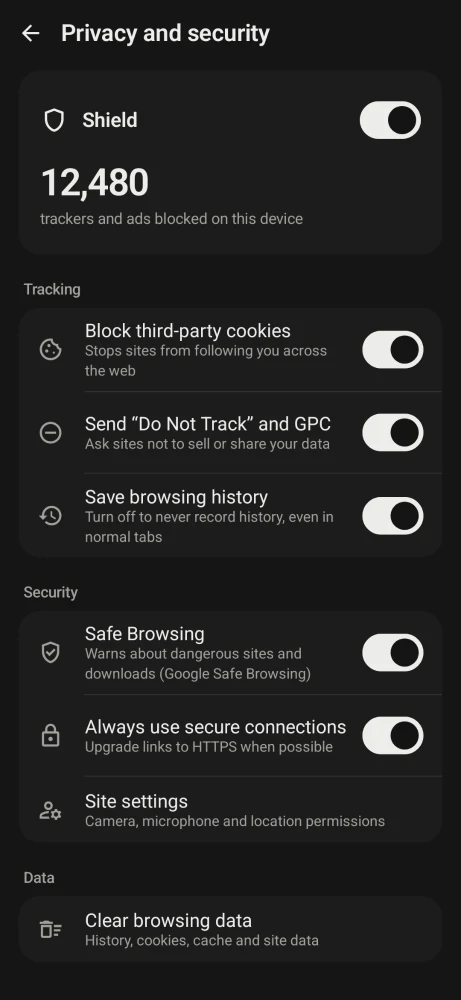 Privacy and security
Shield
12,480
trackers and ads blocked on this device
Tracking
Block third-party cookies
Stops sites from following you across
the web
Send “Do Not Track” and GPC
Ask sites not to sell or share your data
Save browsing history
Turn off to never record history, even in
normal tabs
Security
Safe Browsing
Warns about dangerous sites and
downloads (Google Safe Browsing)
Always use secure connections
Upgrade links to HTTPS when possible
Site settings
Camera, microphone and location permissions
Data
Clear browsing data
History, cookies, cache and site data